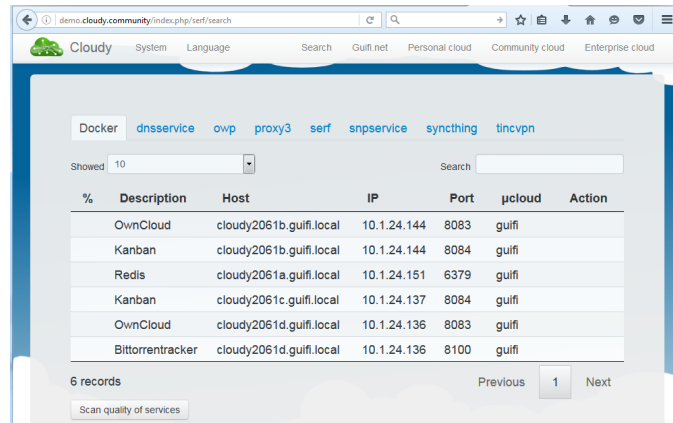 demo.cloudy.community/index.php/serf/search
Cloudy System Language Search Guifi.net Personal cloud Community cloud Enterprise cloud
Docker dnsservice owp proxy3 serf snpservice syncthing tincvpn
Showed 10 Search
% Description Host IP Port µcloud Action
OwnCloud cloudy2061b.guifi.local 10.1.24.144 8083 guifi
Kanban cloudy2061b.guifi.local 10.1.24.144 8084 guifi
Redis cloudy2061a.guifi.local 10.1.24.151 6379 guifi
Kanban cloudy2061c.guifi.local 10.1.24.137 8084 guifi
OwnCloud cloudy2061d.guifi.local 10.1.24.136 8083 guifi
Bittorrentracker cloudy2061d.guifi.local 10.1.24.136 8100 guifi
6 records Previous 1 Next
Scan quality of services